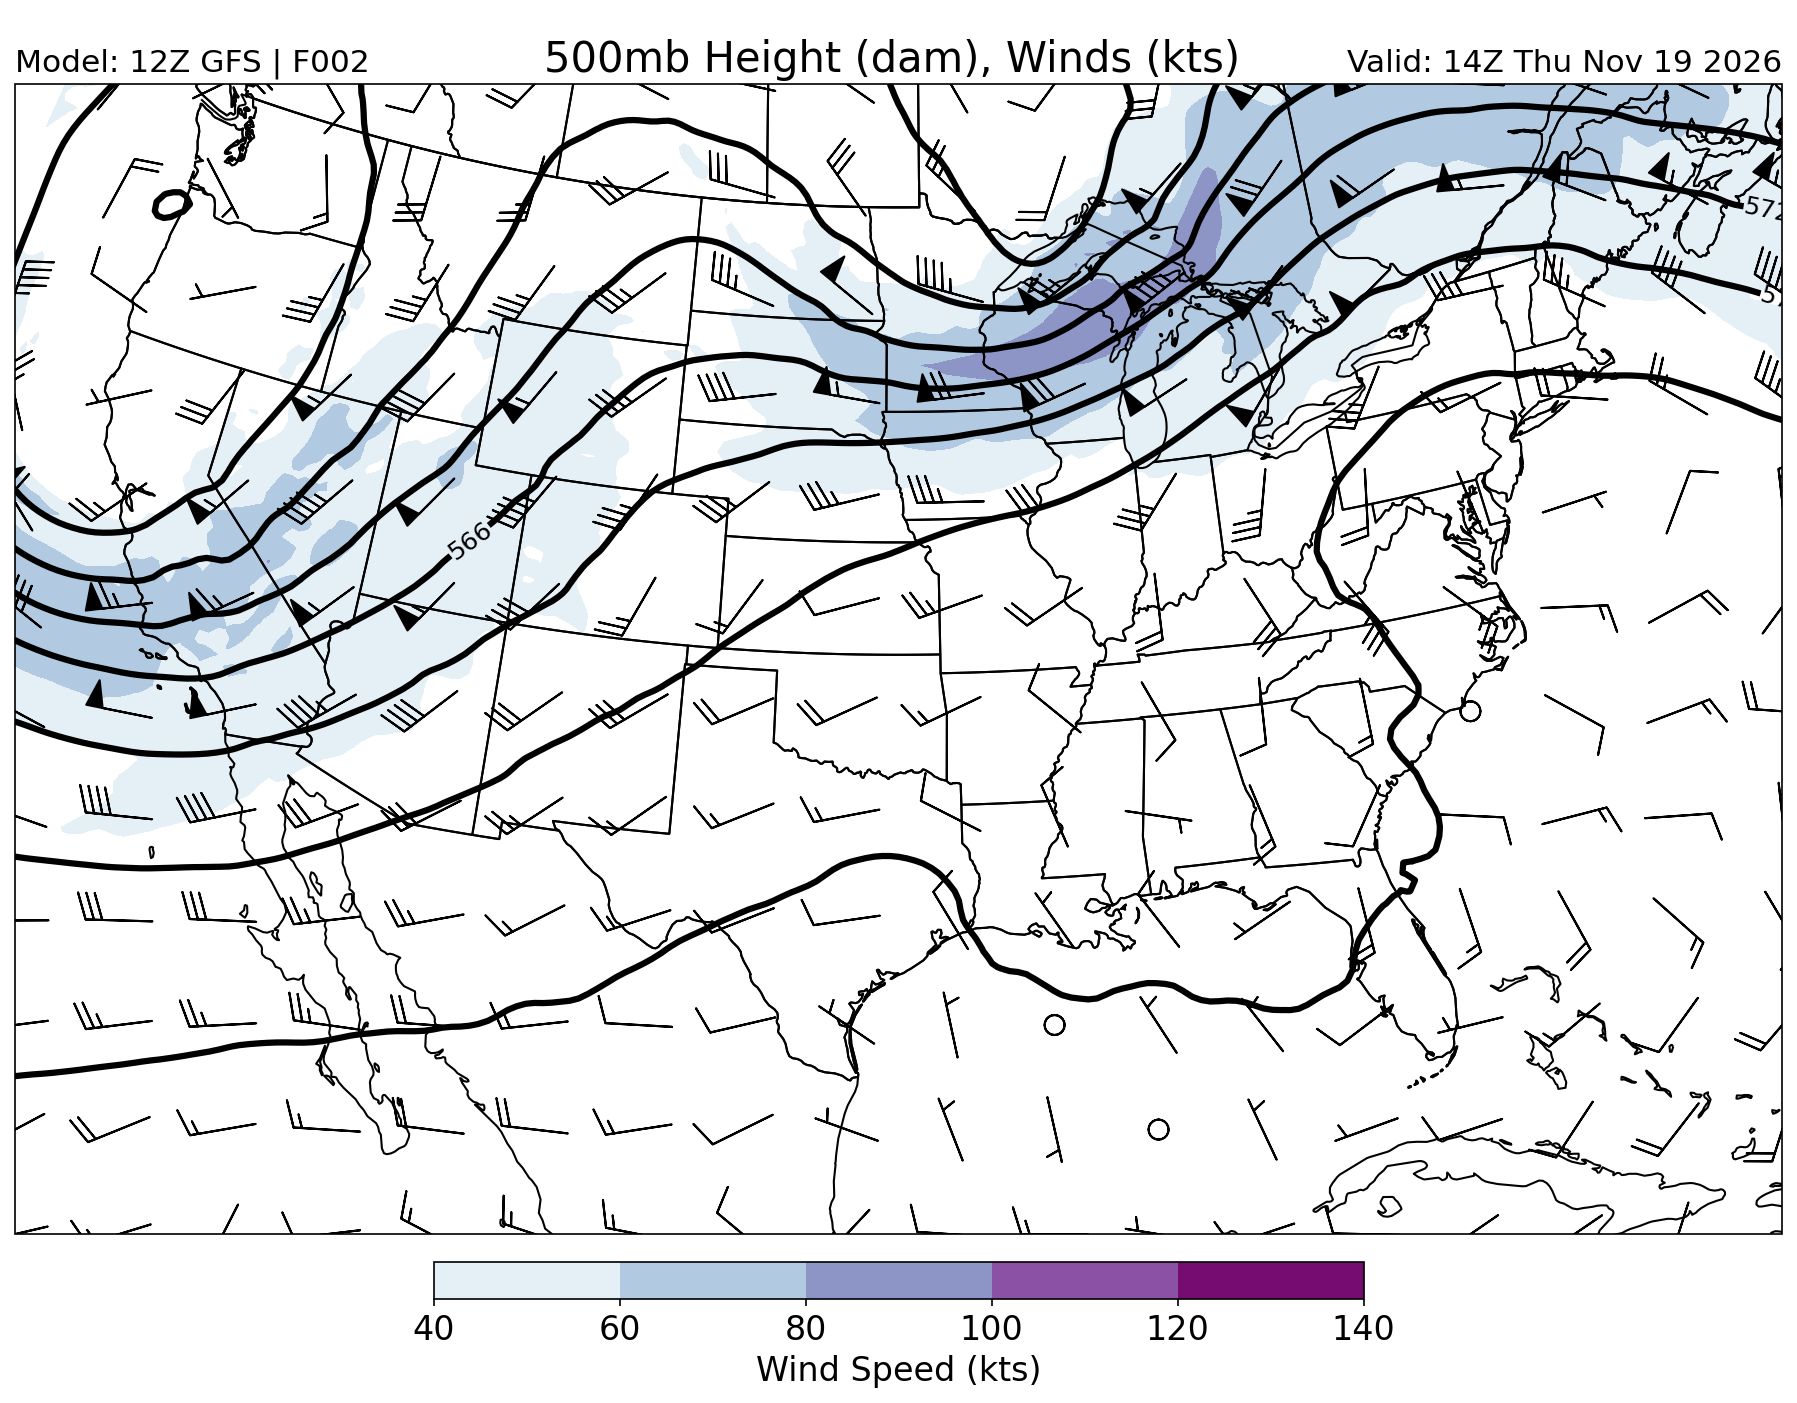 Model: 12Z GFS | F002
500mb Height (dam), Winds (kts)
Valid: 14Z Thu Nov 19 2026
566
40 60 80 100 120 140
Wind Speed (kts)